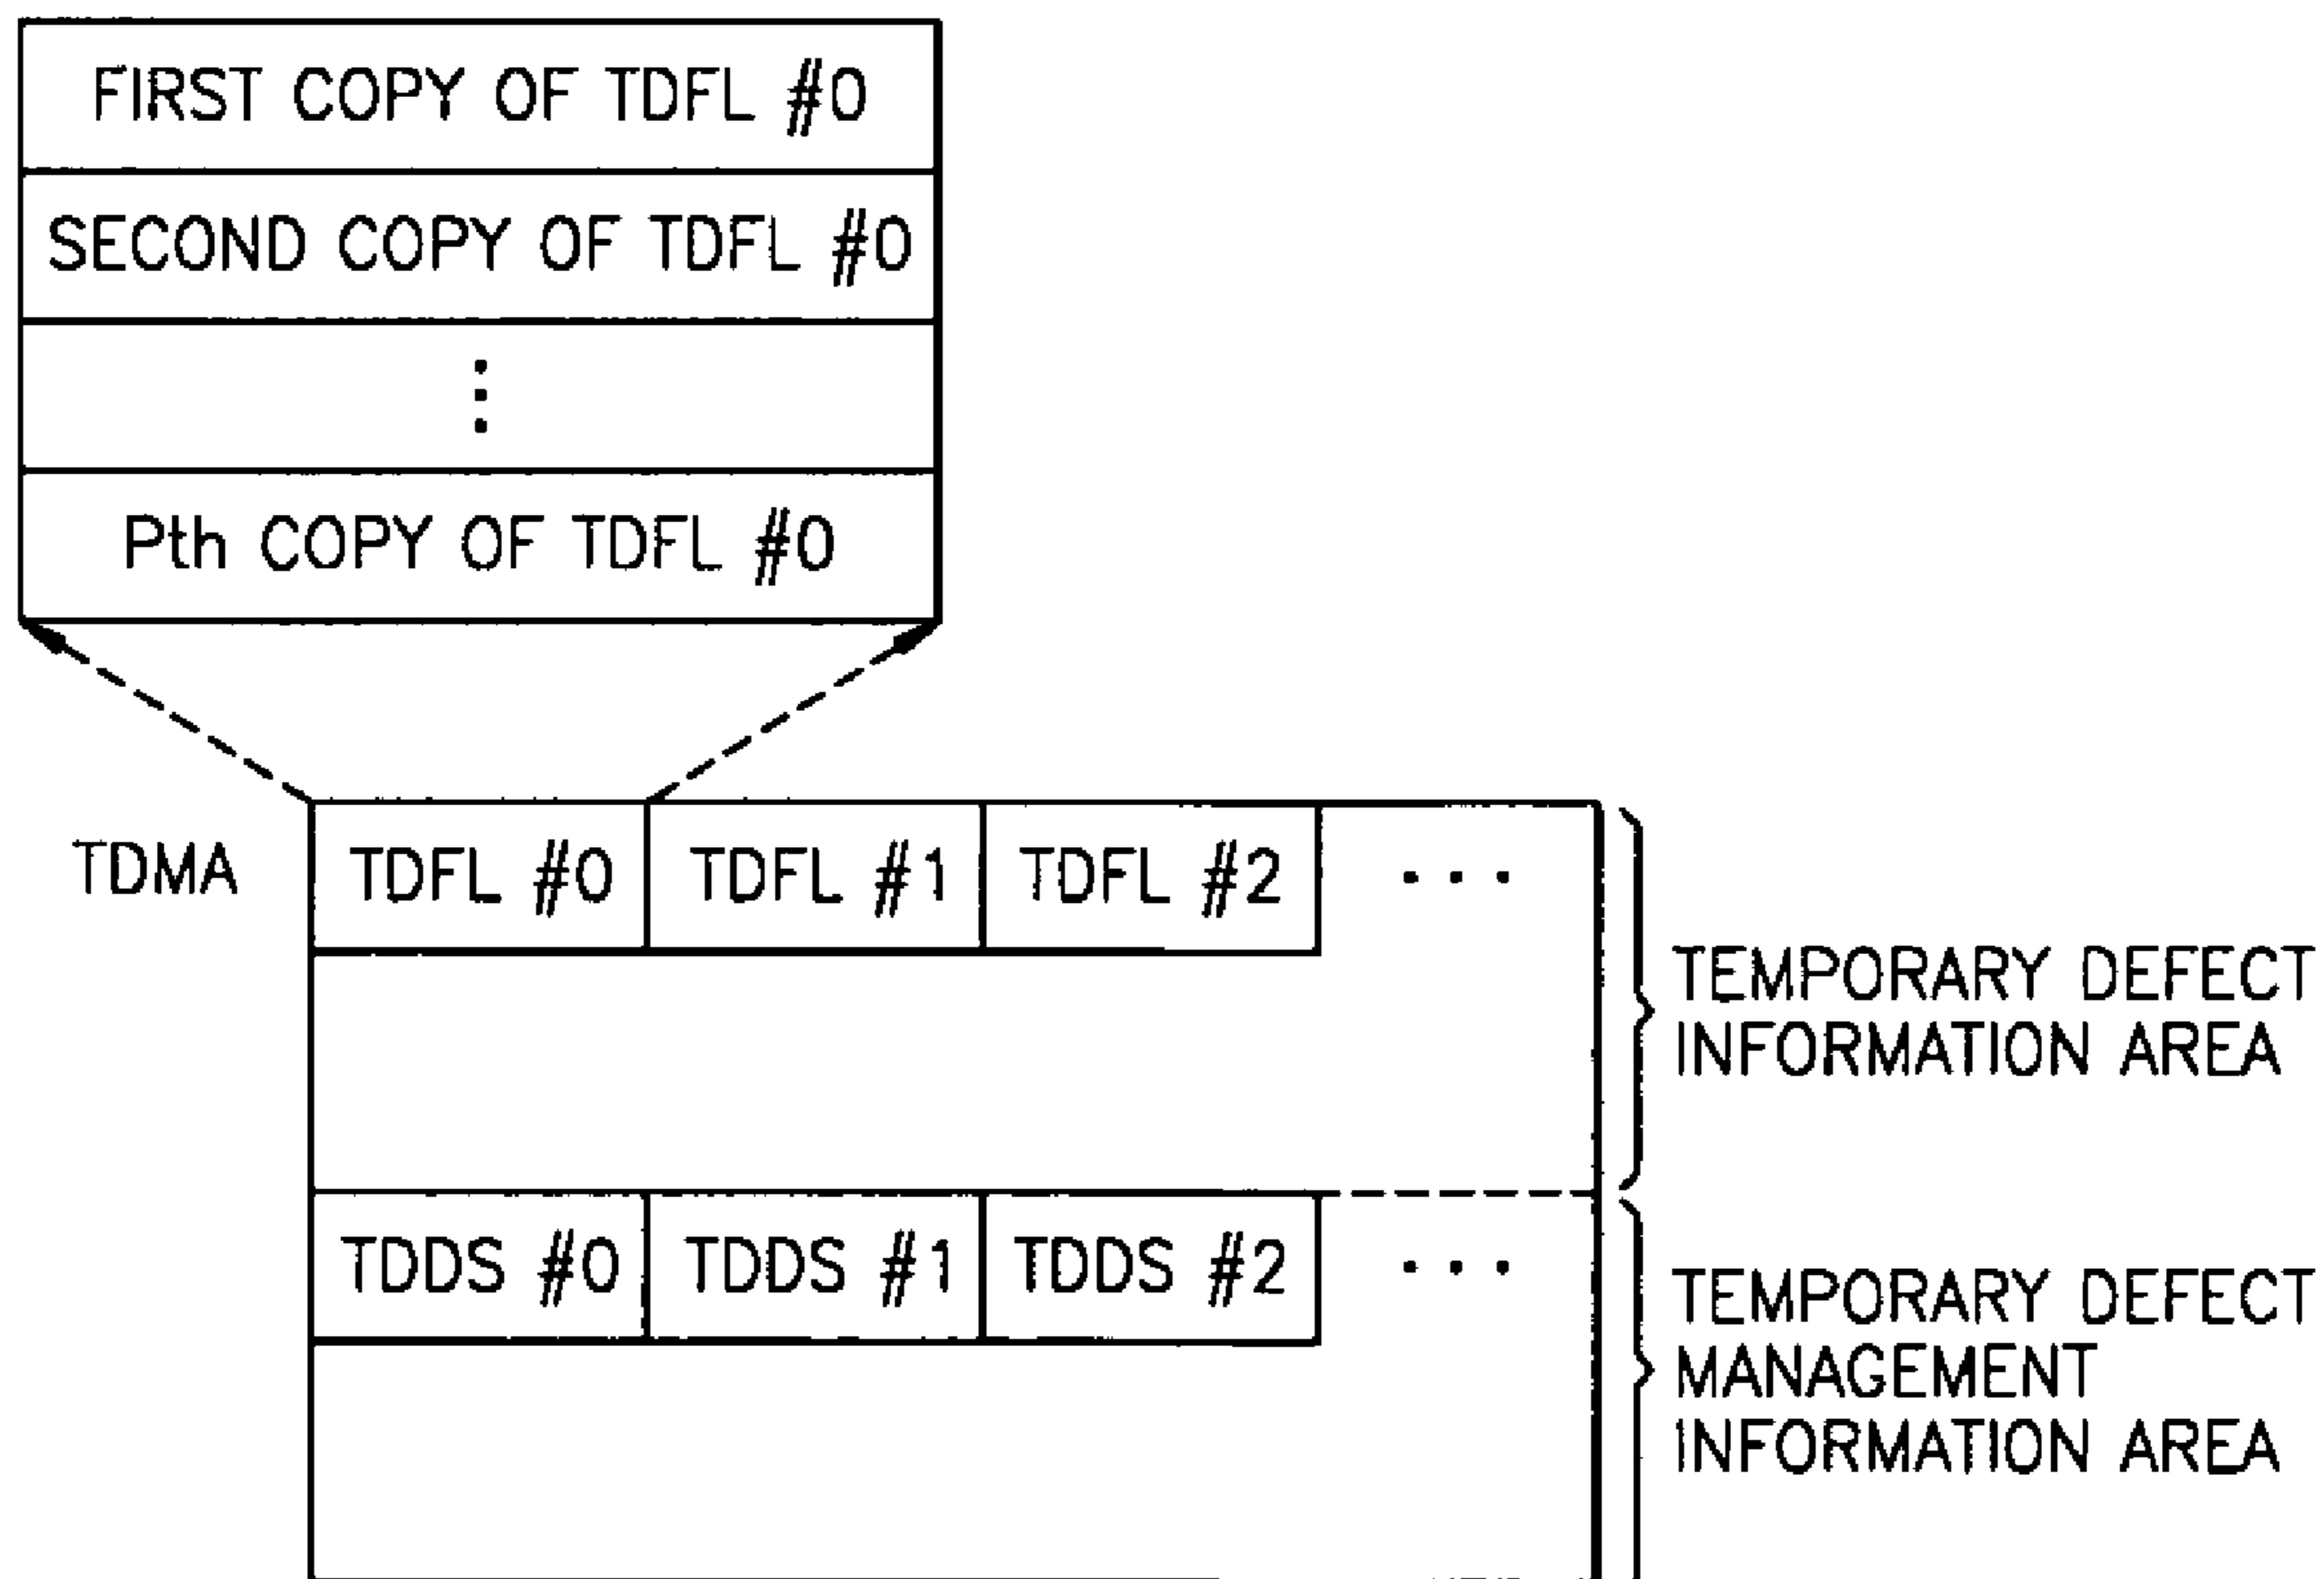 FIRST COPY OF TDFL #0
SECOND COPY OF TDFL #0
⋮
Pth COPY OF TDFL #0
TDMA
TDFL #0
TDFL #1
TDFL #2
...
TEMPORARY DEFECT
INFORMATION AREA
TDDS #0
TDDS #1
TDDS #2
...
TEMPORARY DEFECT
MANAGEMENT
INFORMATION AREA